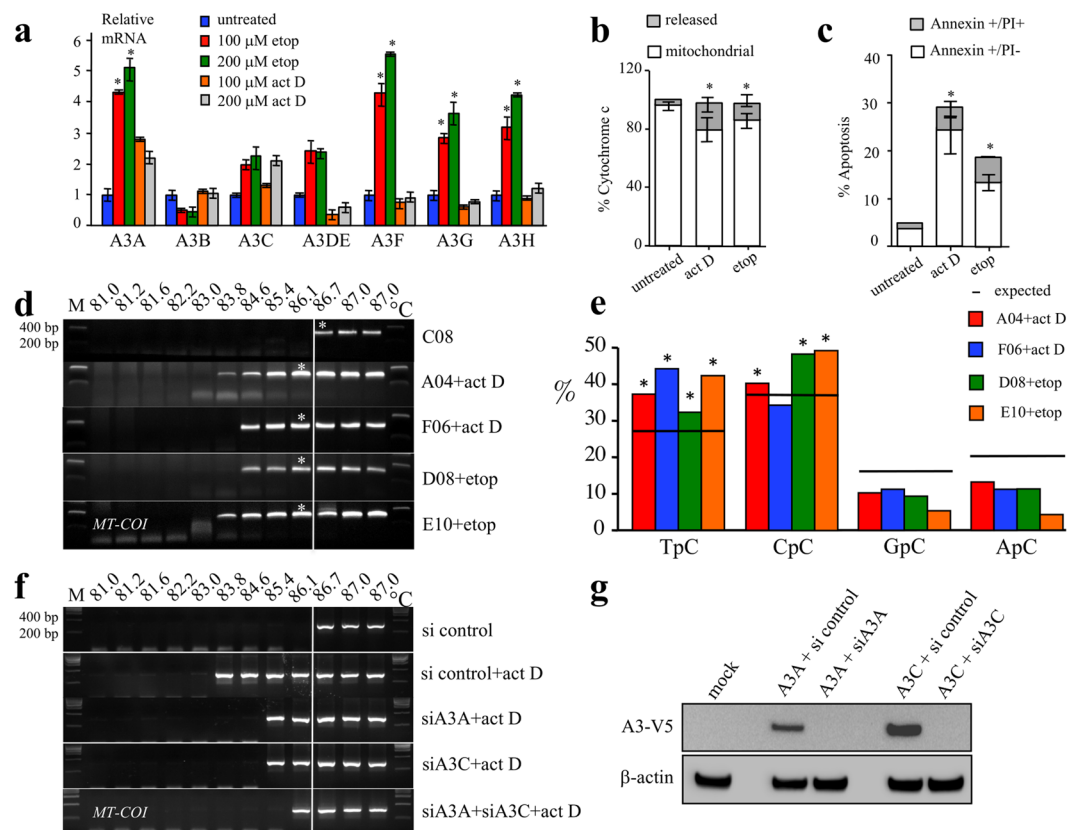 a
Relative
mRNA
untreated
100 μM etop
200 μM etop
100 μM act D
200 μM act D
6
5
4
3
2
1
0
* * * * * * * *
A3A A3B A3C A3DE A3F A3G A3H
b
released
mitochondrial
% Cytochrome c
120
100
60
20
0
untreated act D etop
c
Annexin +/PI+
Annexin +/PI-
% Apoptosis
40
30
20
10
0
* *
untreated act D etop
d
M 81.0 81.2 81.6 82.2 83.0 83.8 84.6 85.4 86.1 86.7 87.0 87.0 °C
400 bp
200 bp
* C08
* A04+act D
* F06+act D
* D08+etop
MT-COI * E10+etop
e
expected
A04+act D
F06+act D
D08+etop
E10+etop
%
50
40
30
20
10
0
* * * * * * *
TpC CpC GpC ApC
f
M 81.0 81.2 81.6 82.2 83.0 83.8 84.6 85.4 86.1 86.7 87.0 87.0 °C
400 bp
200 bp
si control
si control+act D
siA3A+act D
siA3C+act D
MT-COI siA3A+siA3C+act D
g
mock
A3A + si control
A3A + siA3A
A3C + si control
A3C + siA3C
A3-V5
β-actin